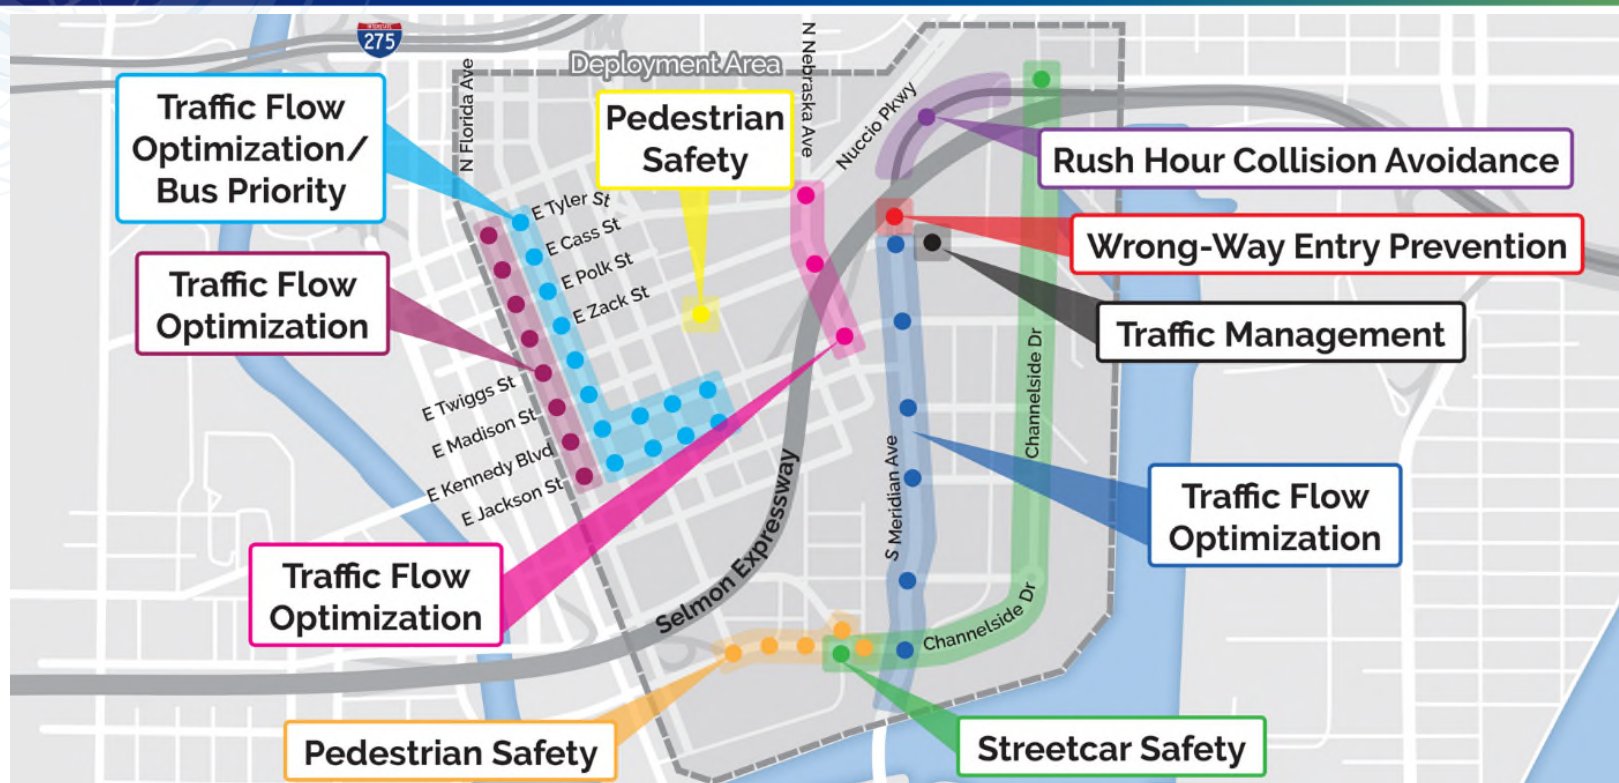 INTERSTATE
275
Deployment Area
N Florida Ave
N Nebraska Ave
Nuccio Pkwy
Traffic Flow
Optimization/
Bus Priority
Pedestrian
Safety
Rush Hour Collision Avoidance
E Tyler St
E Cass St
E Polk St
E Zack St
Wrong-Way Entry Prevention
Traffic Flow
Optimization
Traffic Management
Channelside Dr
E Twiggs St
E Madison St
E Kennedy Blvd
E Jackson St
S Meridian Ave
Selmon Expressway
Traffic Flow
Optimization
Traffic Flow
Optimization
Channelside Dr
Pedestrian Safety
Streetcar Safety